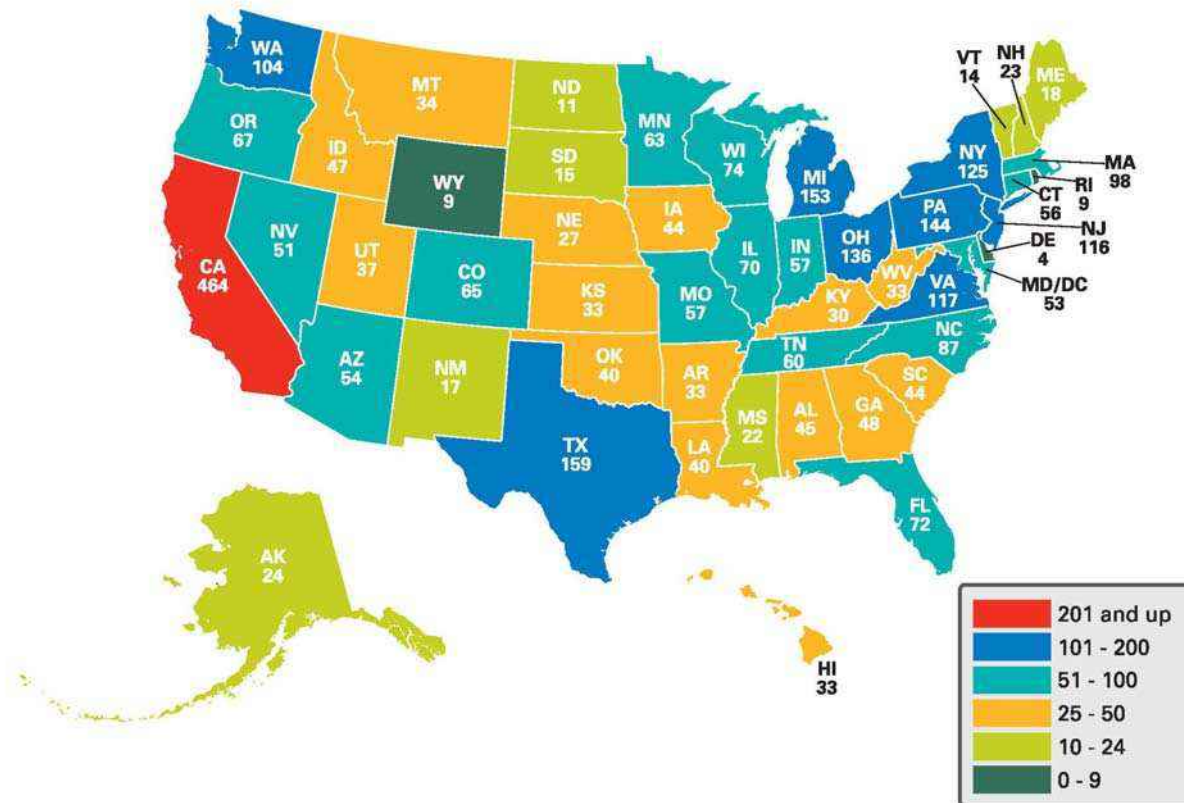 WA
104
OR
67
CA
464
NV
51
ID
47
MT
34
WY
9
UT
37
AZ
54
CO
65
NM
17
ND
11
SD
15
NE
27
KS
33
OK
40
TX
159
MN
63
IA
44
MO
57
AR
33
LA
40
WI
74
IL
70
IN
57
MI
153
OH
136
KY
30
TN
60
MS
22
AL
45
GA
48
FL
72
SC
44
NC
87
VA
117
WV
33
PA
144
NY
125
VT
14
NH
23
ME
18
MA
98
RI
9
CT
56
NJ
116
DE
4
MD/DC
53
AK
24
HI
33
201 and up
101 - 200
51 - 100
25 - 50
10 - 24
0 - 9